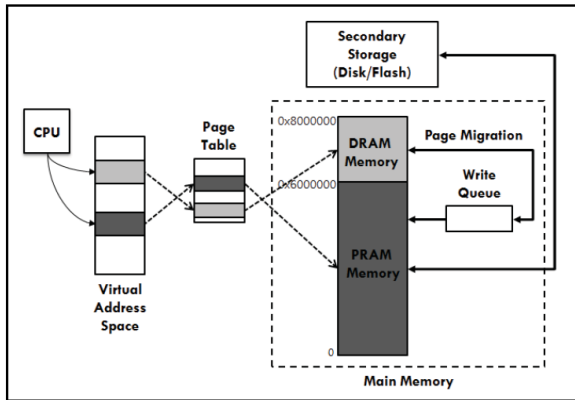 Secondary
Storage
(Disk/Flash)
CPU
Page
Table
0x8000000
DRAM
Memory
Page Migration
0x6000000
Write
Queue
PRAM
Memory
Virtual
Address
Space
0
Main Memory